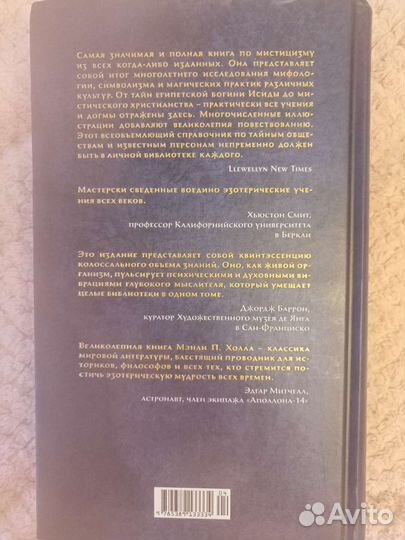 Самая значимая и полная книга по мистицизму
из всех когда-либо изданных. Она представляет
собой итог многолетнего исследования мифоло-
гии, символизма и магических практик различных
культур. От тайн египетской богини Исиды до ми-
стического христианства – практически все учения
и догмы отражены здесь. Многочисленные иллю-
страции добавляют великолепия повествованию.
Этот всеобъемлющий справочник по тайным обще-
ствам и известным персонам непременно должен
быть в личной библиотеке каждого.
Llewellyn New Times
Мастерски сведенные воедино эзотерические уче-
ния всех веков.
Хьюстон Смит,
профессор Калифорнийского университета
в Беркли
Это издание представляет собой квинтэссенцию
колоссального объема знаний. Оно, как живой ор-
ганизм, пульсирует психическими и духовными ви-
брациями глубокого мыслителя, который умещает
целые библиотеки в одном томе.
Джордж Баррон,
куратор Художественного музея де Янга
в Сан-Франциско
Великолепная книга Мэнли П. Холла – классика
мировой литературы, блестящий проводник для ис-
ториков, философов и всех тех, кто стремится по-
стичь эзотерическую мудрость всех времен.
Эдгар Митчелл,
астронавт, член экипажа «Аполлона-14»
04
Avito